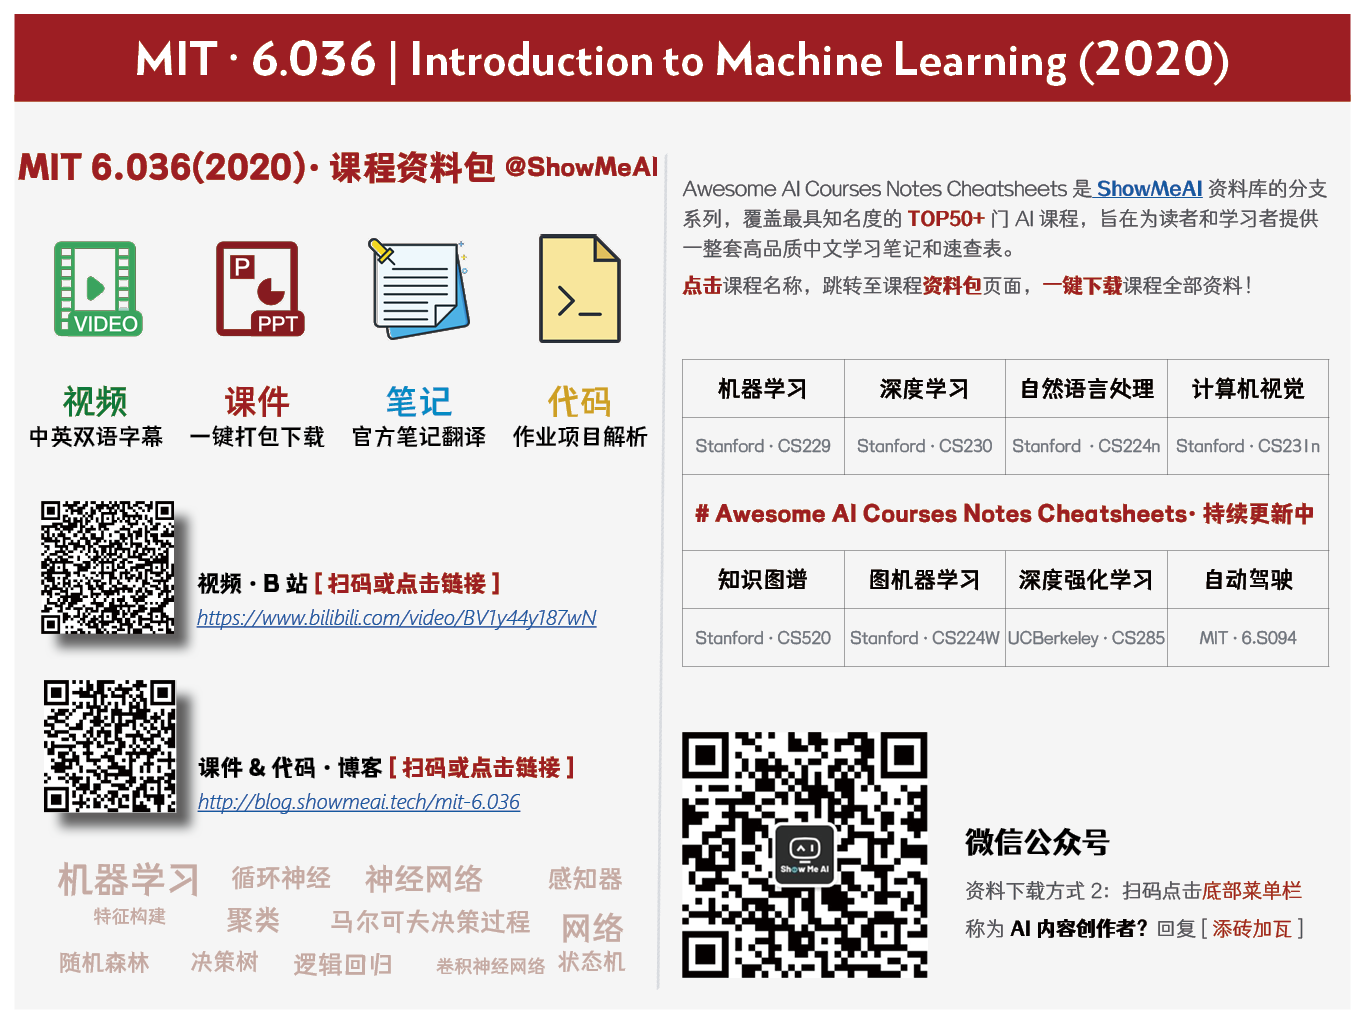 MIT · 6.036 | Introduction to Machine Learning (2020)
MIT 6.036(2020)· 课程资料包 @ShowMeAI
VIDEO
P
PPT
视频
课件
笔记
代码
中英双语字幕
一键打包下载
官方笔记翻译
作业项目解析
视频 · B 站 [ 扫码或点击链接 ]
https://www.bilibili.com/video/BV1y44y187wN
课件 & 代码 · 博客 [ 扫码或点击链接 ]
http://blog.showmeai.tech/mit-6.036
机器学习 循环神经 神经网络 感知器
特征构建 聚类 马尔可夫决策过程 网络
随机森林 决策树 逻辑回归 卷积神经网络 状态机
Awesome AI Courses Notes Cheatsheets 是 ShowMeAI 资料库的分支
系列，覆盖最具知名度的 TOP50+ 门 AI 课程，旨在为读者和学习者提供
一整套高品质中文学习笔记和速查表。
点击课程名称，跳转至课程资料包页面，一键下载课程全部资料！
机器学习 深度学习 自然语言处理 计算机视觉
Stanford · CS229 Stanford · CS230 Stanford · CS224n Stanford · CS231n
# Awesome AI Courses Notes Cheatsheets· 持续更新中
知识图谱 图机器学习 深度强化学习 自动驾驶
Stanford · CS520 Stanford · CS224W UCBerkeley · CS285 MIT · 6.S094
Show Me AI
微信公众号
资料下载方式 2：扫码点击底部菜单栏
称为 AI 内容创作者？回复 [ 添砖加瓦 ]